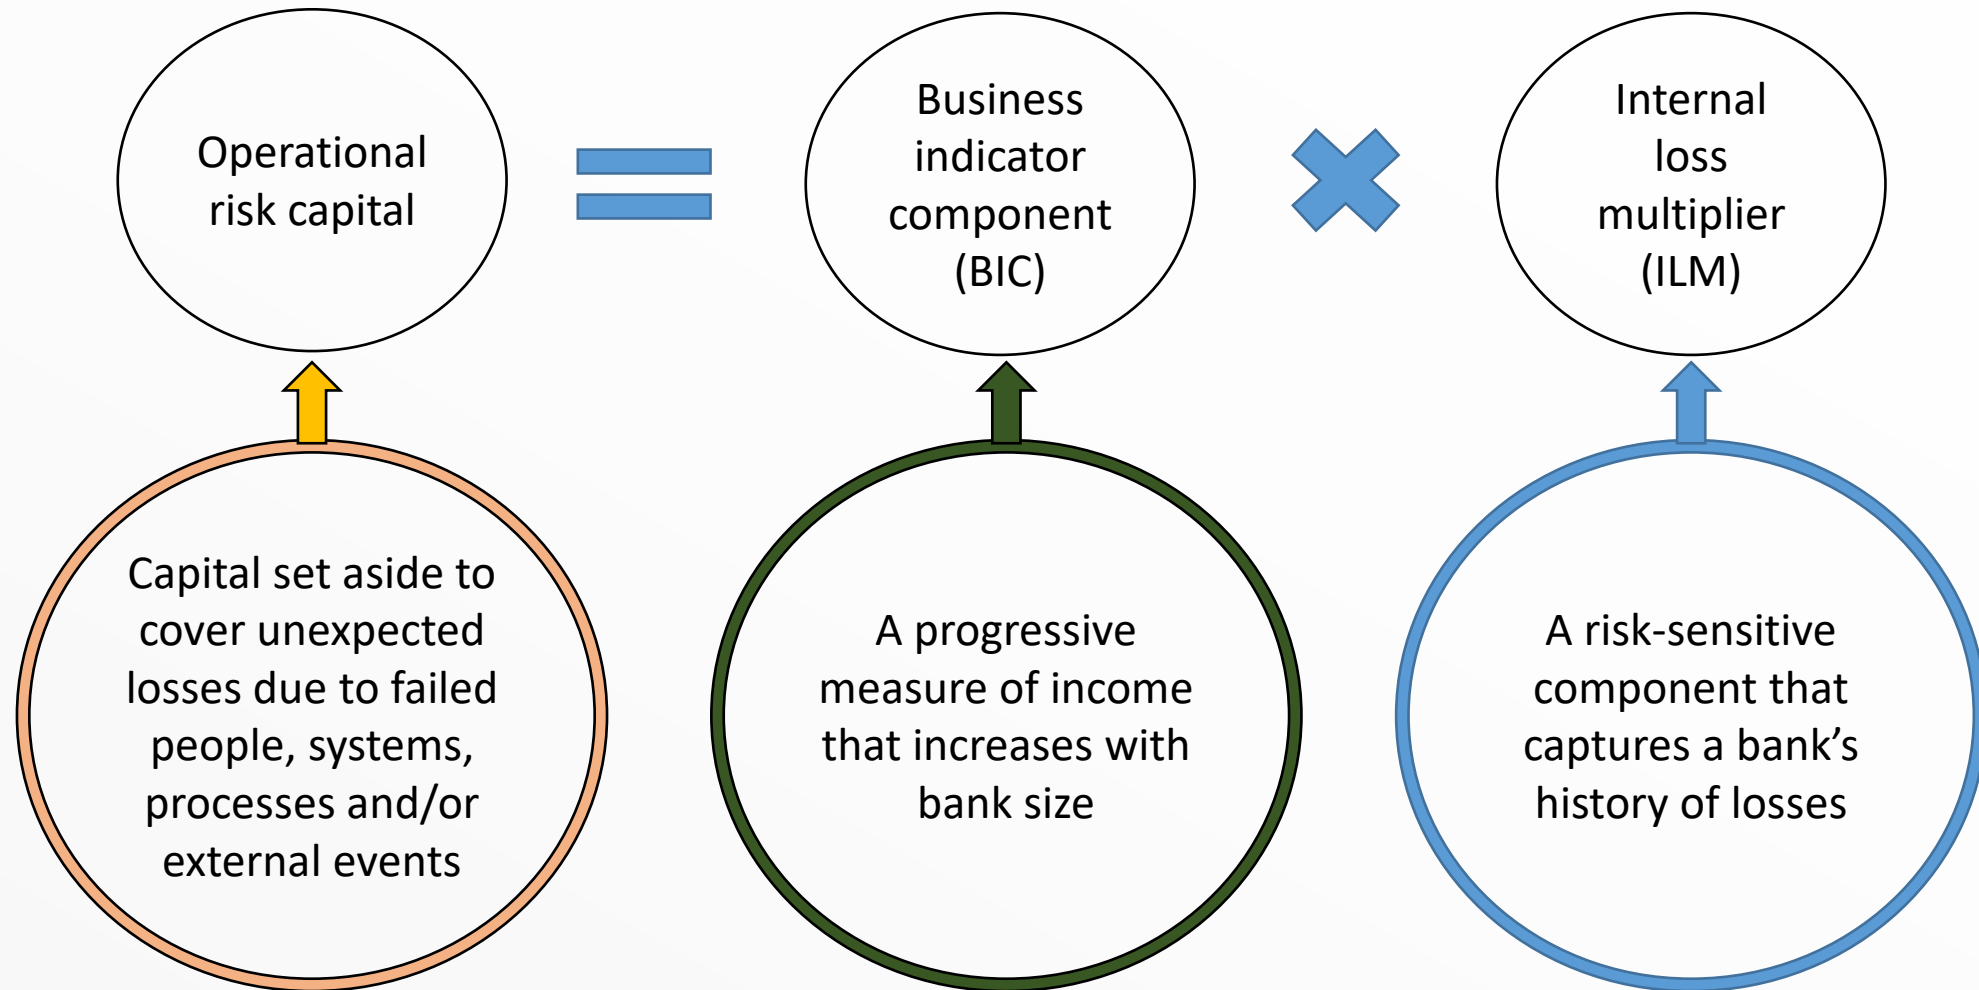 Operational
risk capital
Business
indicator
component
(BIC)
Internal
loss
multiplier
(ILM)
Capital set aside to
cover unexpected
losses due to failed
people, systems,
processes and/or
external events
A progressive
measure of income
that increases with
bank size
A risk-sensitive
component that
captures a bank’s
history of losses